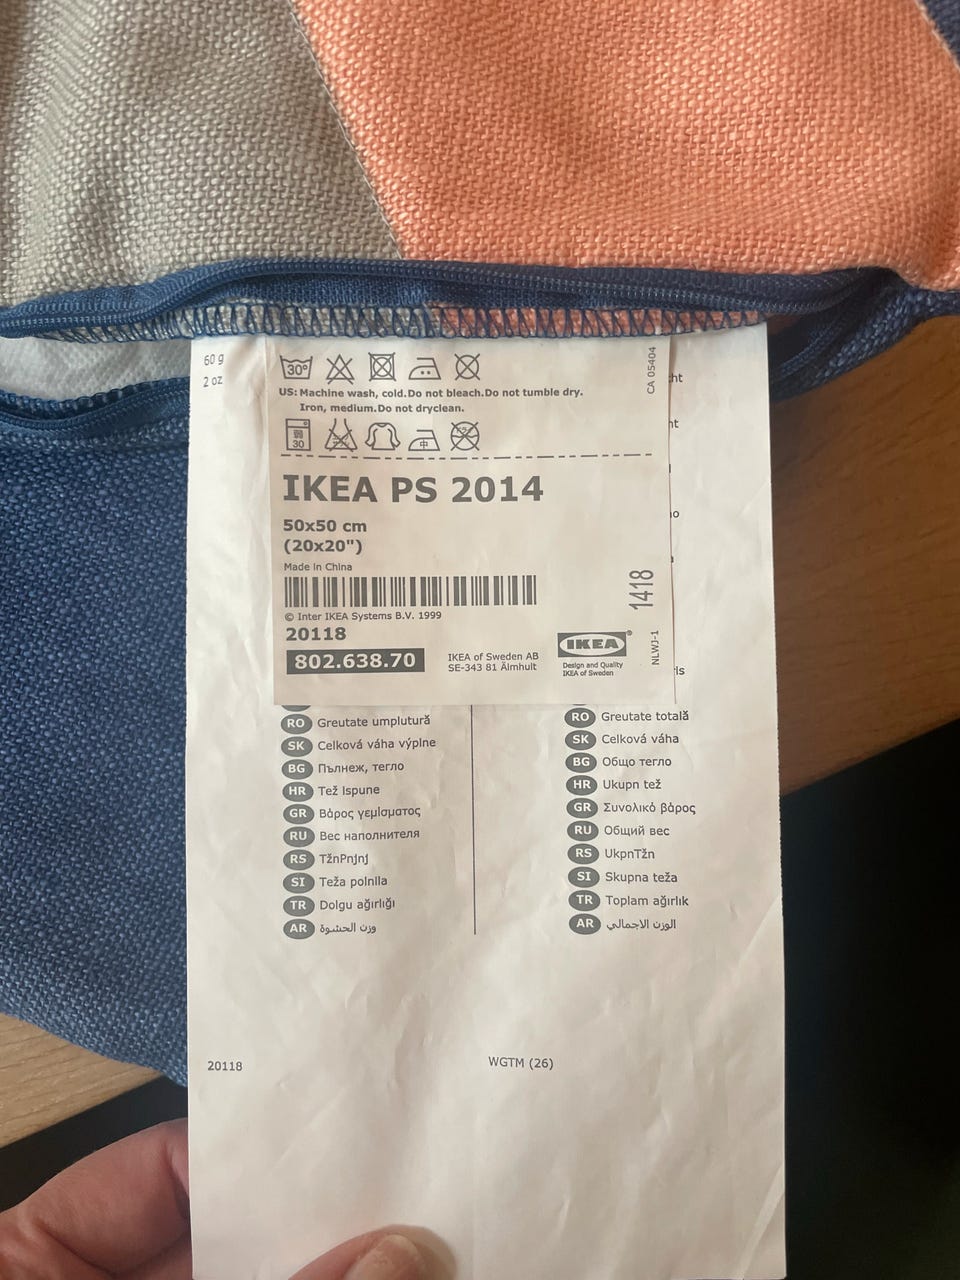 60 g
2 oz
30°
US: Machine wash, cold.Do not bleach.Do not tumble dry.
Iron, medium.Do not dryclean.
30
中
CA 05404
IKEA PS 2014
50x50 cm
(20x20")
Made in China
© Inter IKEA Systems B.V. 1999
20118
802.638.70
IKEA of Sweden AB
SE-343 81 Älmhult
IKEA®
Design and Quality
IKEA of Sweden
1418
NLWJ-1
RO Greutate umplutură
SK Celková váha výplne
BG Пълнеж, тегло
HR Tež Ispune
GR Βάρος γεμίσματος
RU Вес наполнителя
RS TžnPnjnj
SI Teža polnila
TR Dolgu ağırlığı
AR وزن الحشوة
RO Greutate totală
SK Celková váha
BG Общо тегло
HR Ukupn tež
GR Συνολικό βάρος
RU Общий вес
RS UkpnTžn
SI Skupna teža
TR Toplam ağırlık
AR الوزن الاجمالي
20118
WGTM (26)